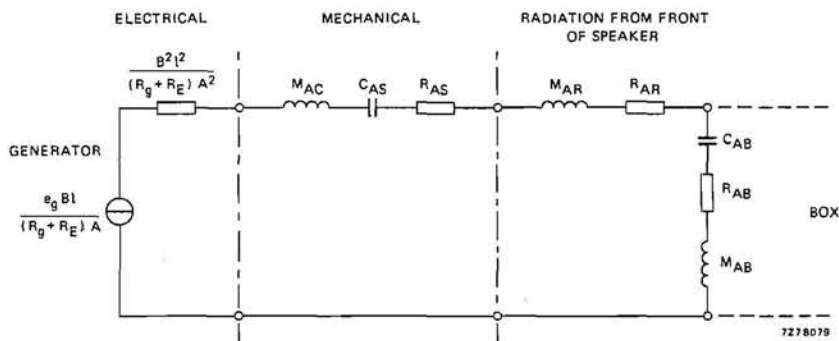 ELECTRICAL
MECHANICAL
RADIATION FROM FRONT
OF SPEAKER
B²l²
(Rg + RE) A²
MAC
CAS
RAS
MAR
RAR
GENERATOR
eg Bl
(Rg + RE) A
CAB
RAB
MAB
BOX
7Z78079